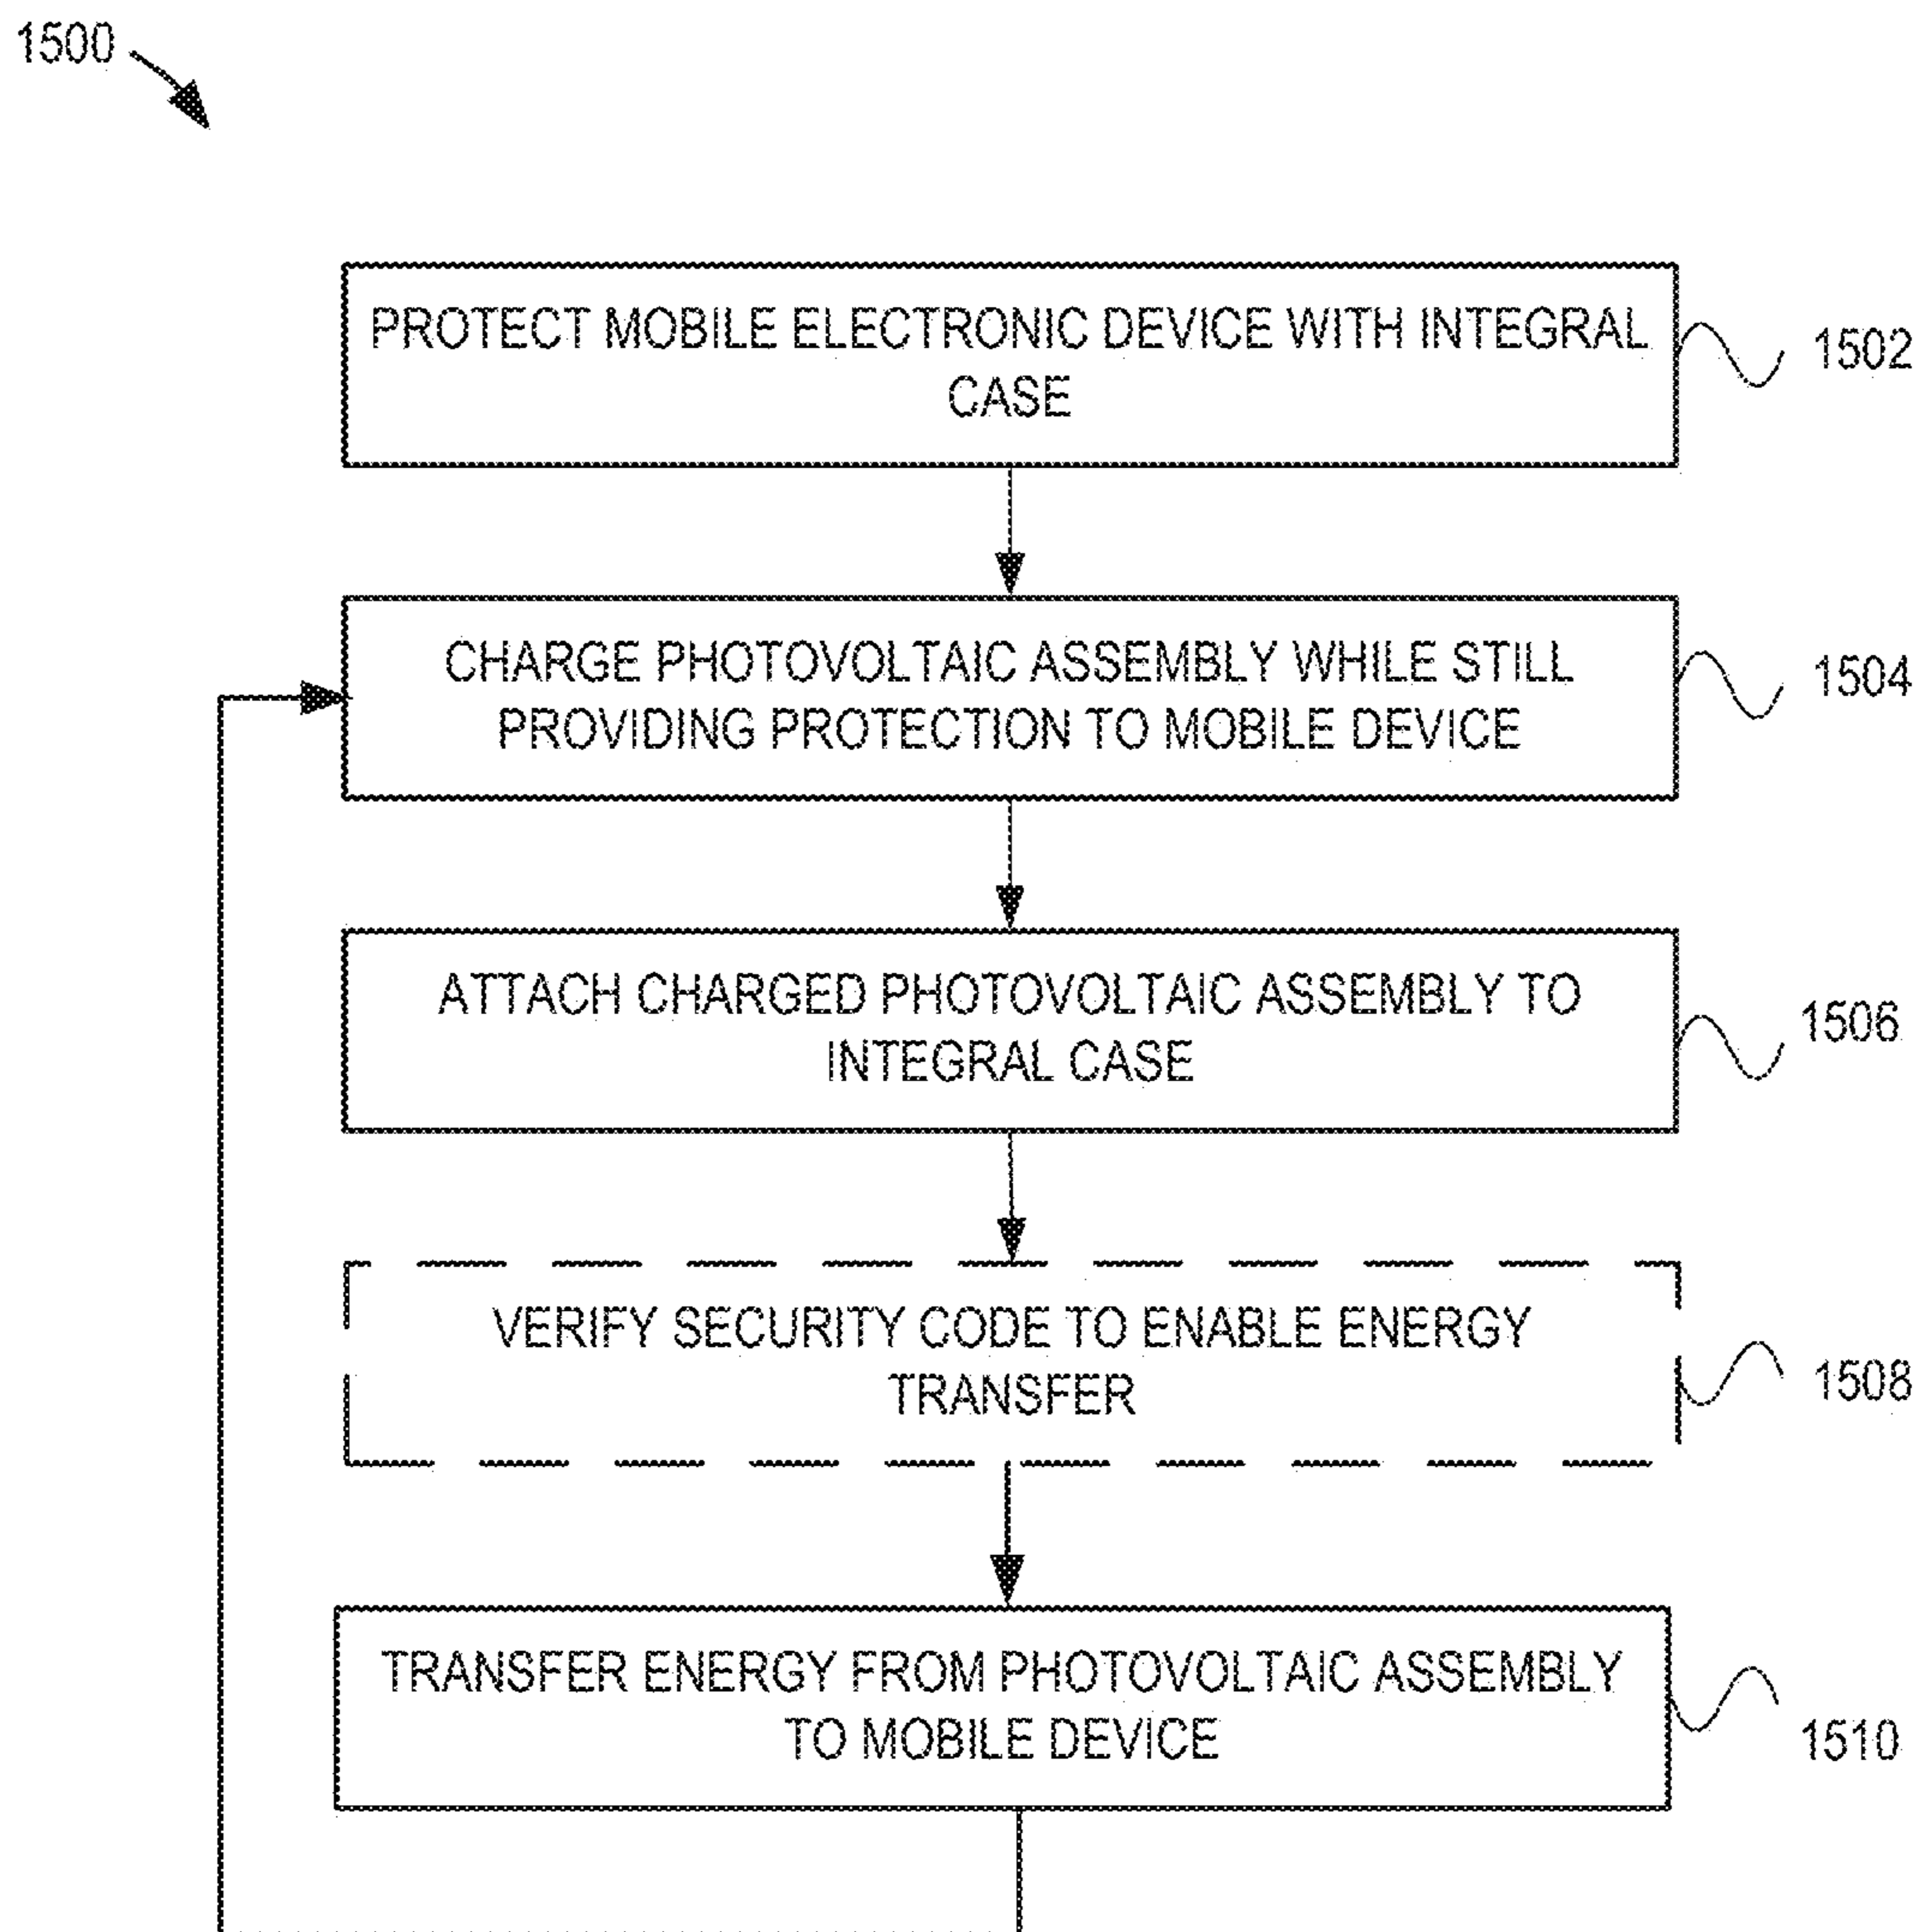 1500
PROTECT MOBILE ELECTRONIC DEVICE WITH INTEGRAL
CASE
1502
CHARGE PHOTOVOLTAIC ASSEMBLY WHILE STILL
PROVIDING PROTECTION TO MOBILE DEVICE
1504
ATTACH CHARGED PHOTOVOLTAIC ASSEMBLY TO
INTEGRAL CASE
1506
VERIFY SECURITY CODE TO ENABLE ENERGY
TRANSFER
1508
TRANSFER ENERGY FROM PHOTOVOLTAIC ASSEMBLY
TO MOBILE DEVICE
1510